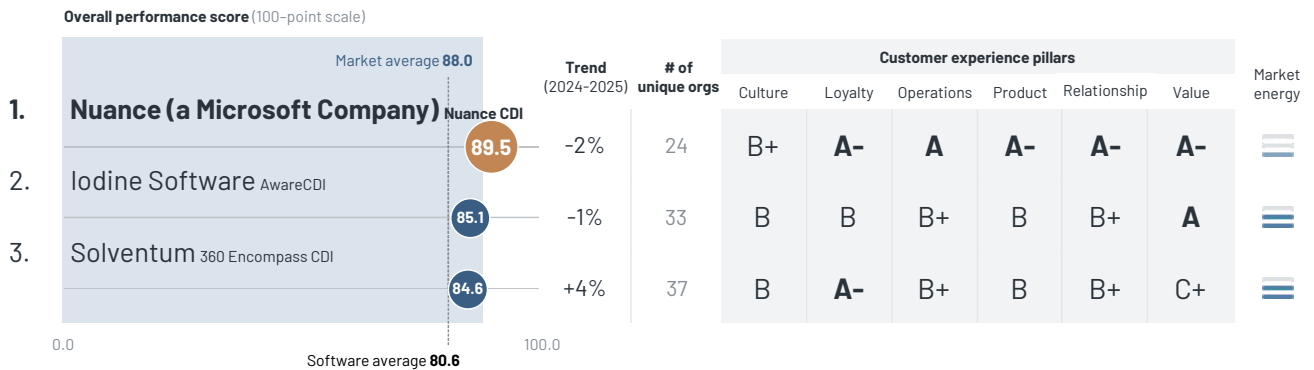 Overall performance score (100-point scale)
Market average 88.0
Trend
(2024-2025)
# of
unique orgs
Customer experience pillars
Culture Loyalty Operations Product Relationship Value
Market
energy
1. Nuance (a Microsoft Company) Nuance CDI
89.5 -2% 24 B+ A- A A- A- A-
2. Iodine Software AwareCDI
85.1 -1% 33 B B B+ B B+ A
3. Solventum 360 Encompass CDI
84.6 +4% 37 B A- B+ B B+ C+
0.0 100.0
Software average 80.6